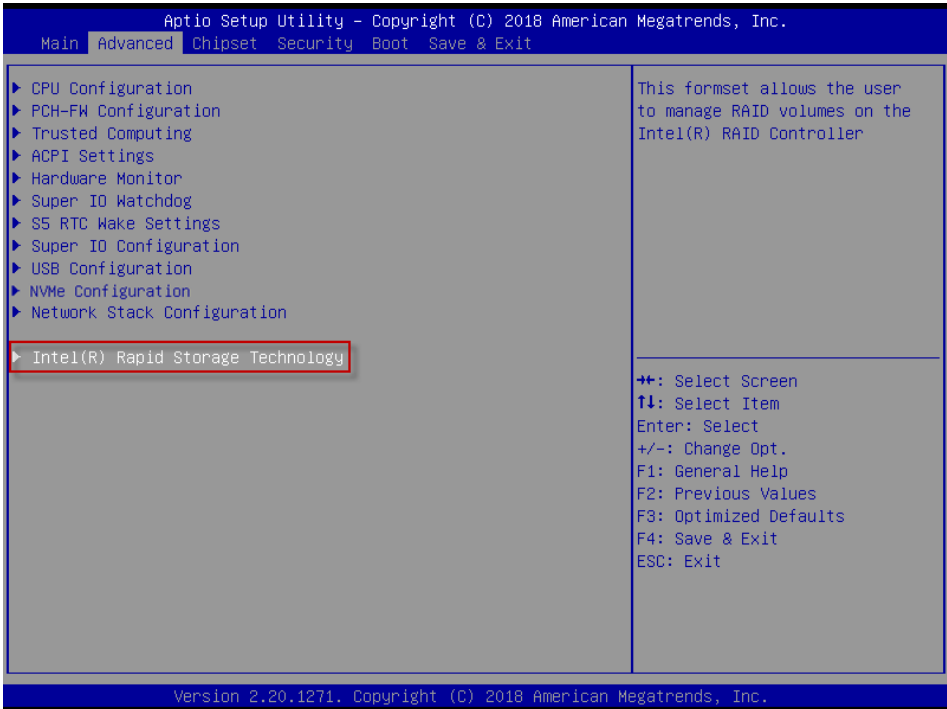 Aptio Setup Utility – Copyright (C) 2018 American Megatrends, Inc.
Main Advanced Chipset Security Boot Save & Exit
CPU Configuration
PCH-FW Configuration
Trusted Computing
ACPI Settings
Hardware Monitor
Super IO Watchdog
S5 RTC Wake Settings
Super IO Configuration
USB Configuration
NVMe Configuration
Network Stack Configuration
Intel(R) Rapid Storage Technology
This formset allows the user
to manage RAID volumes on the
Intel(R) RAID Controller
→←: Select Screen
↑↓: Select Item
Enter: Select
+/-: Change Opt.
F1: General Help
F2: Previous Values
F3: Optimized Defaults
F4: Save & Exit
ESC: Exit
Version 2.20.1271. Copyright (C) 2018 American Megatrends, Inc.